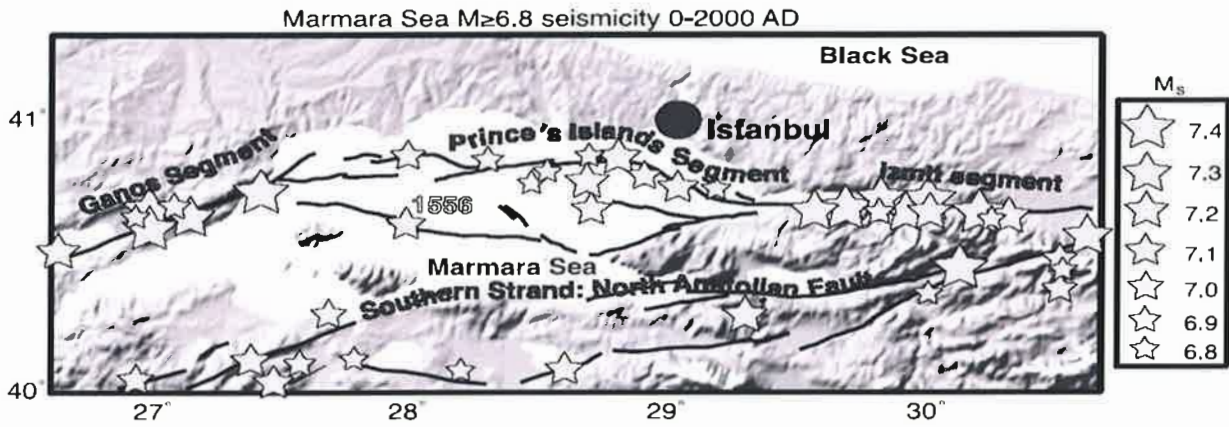 Marmara Sea M≥6.8 seismicity 0-2000 AD
Black Sea
41°
Isfanbul
Prince's Islands Segment
Ganos Segment
Izmit segment
1556
Marmara Sea
Southern Strand: North Anatolian Fault
40°
27°
28°
29°
30°
Ms
7.4
7.3
7.2
7.1
7.0
6.9
6.8